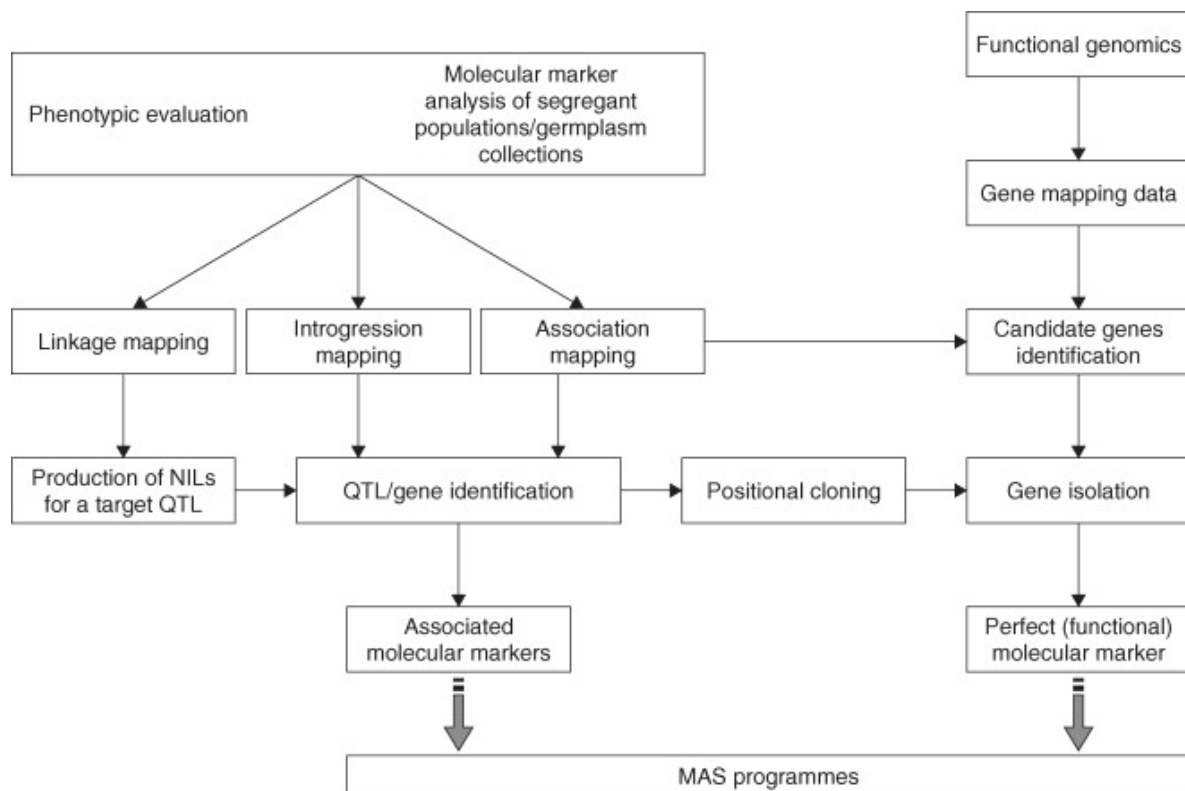 Functional genomics
Phenotypic evaluation
Molecular marker
analysis of segregant
populations/germplasm
collections
Gene mapping data
Linkage mapping
Introgression
mapping
Association
mapping
Candidate genes
identification
Production of NILs
for a target QTL
QTL/gene identification
Positional cloning
Gene isolation
Associated
molecular markers
Perfect (functional)
molecular marker
MAS programmes